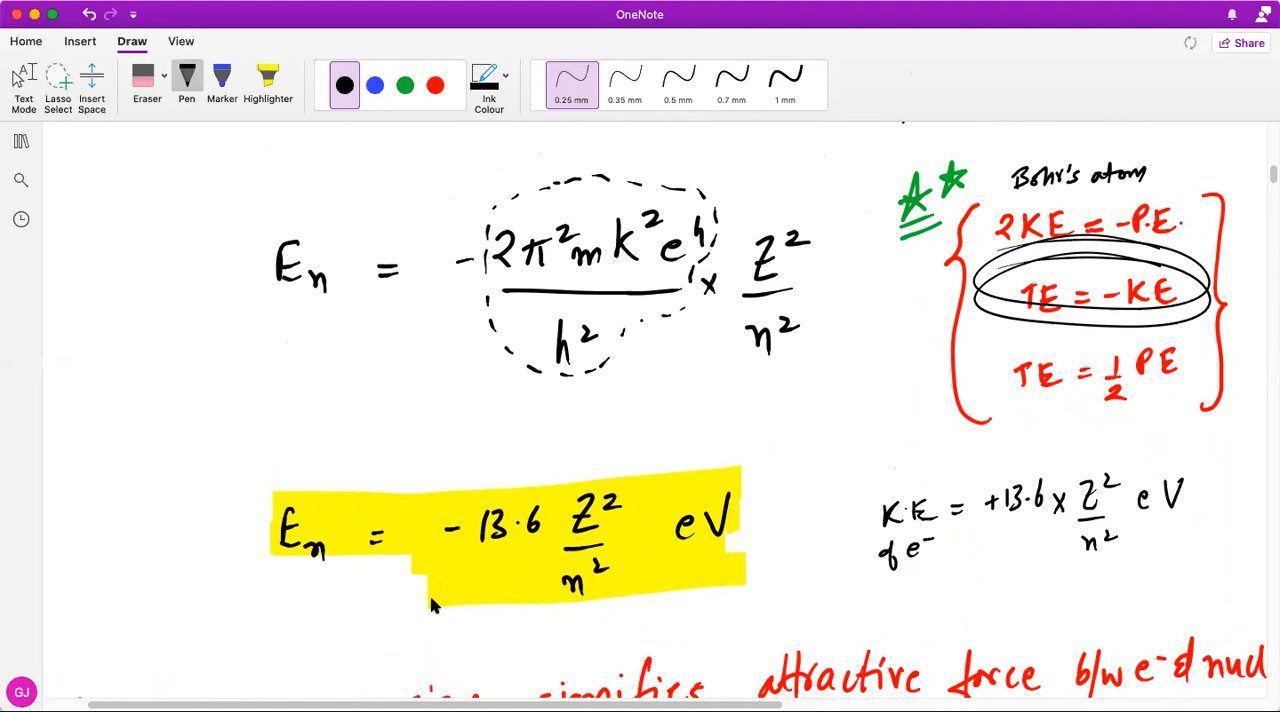 OneNote
Home Insert Draw View
Share
Text Mode
Lasso Select
Insert Space
Eraser
Pen
Marker
Highlighter
Ink Colour
0.25 mm
0.35 mm
0.5 mm
0.7 mm
1 mm
Eₙ = -2π²mk²e⁴/h² × Z²/n²
Bohr's atom
2KE = -P.E.
TE = -KE
TE = 1/2 PE
Eₙ = -13.6 Z²/n² eV
K.E of e⁻ = +13.6 × Z²/n² eV
signifies attractive force b/w e⁻ & nucl
GJ